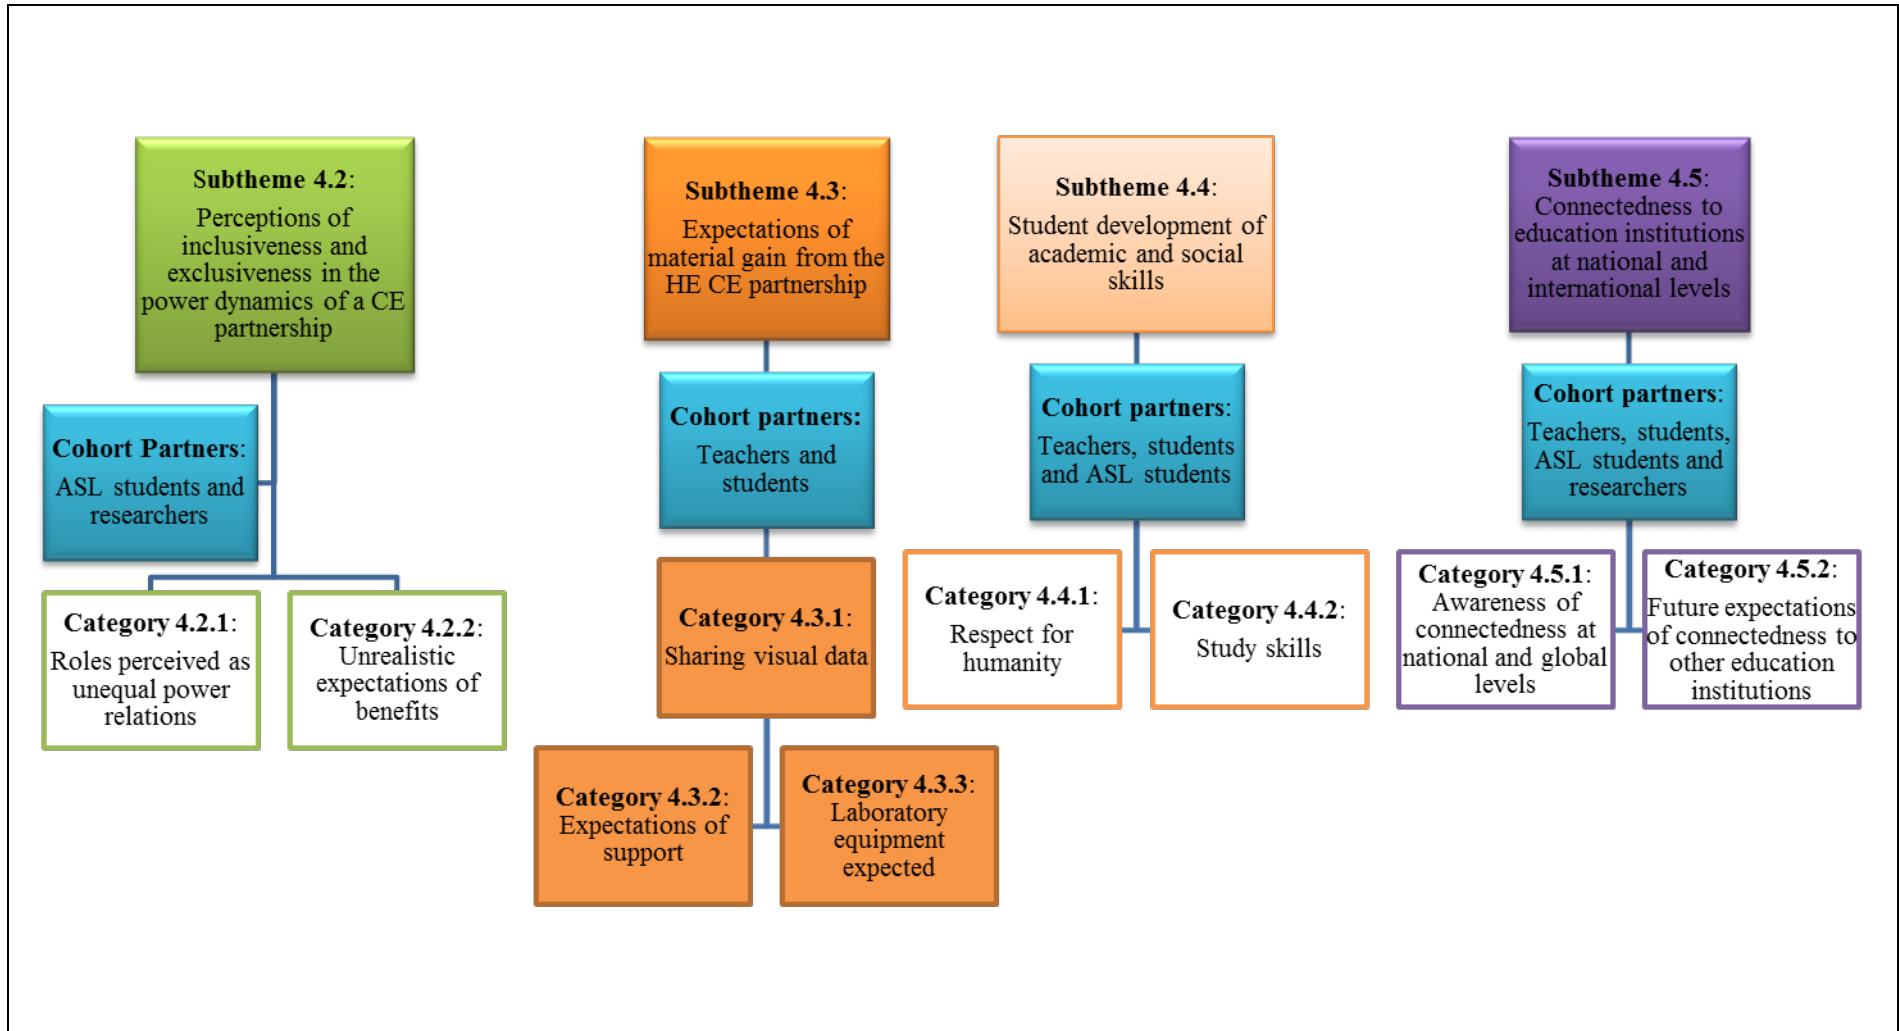 Subtheme 4.2:
Perceptions of
inclusiveness and
exclusiveness in the
power dynamics of a CE
partnership
Cohort Partners:
ASL students and
researchers
Category 4.2.1:
Roles perceived as
unequal power
relations
Category 4.2.2:
Unrealistic
expectations of
benefits
Subtheme 4.3:
Expectations of
material gain from the
HE CE partnership
Cohort partners:
Teachers and
students
Category 4.3.1:
Sharing visual data
Category 4.3.2:
Expectations of
support
Category 4.3.3:
Laboratory
equipment
expected
Subtheme 4.4:
Student development of
academic and social
skills
Cohort partners:
Teachers, students
and ASL students
Category 4.4.1:
Respect for
humanity
Category 4.4.2:
Study skills
Subtheme 4.5:
Connectedness to
education institutions
at national and
international levels
Cohort partners:
Teachers, students,
ASL students and
researchers
Category 4.5.1:
Awareness of
connectedness at
national and global
levels
Category 4.5.2:
Future expectations
of connectedness to
other education
institutions